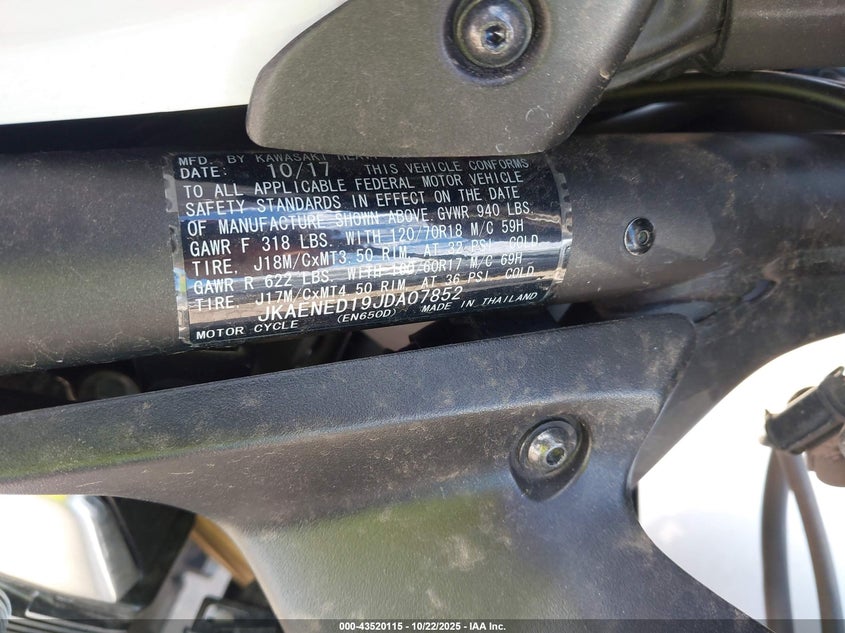 MFD. BY KAWASAKI
DATE: 10/17 THIS VEHICLE CONFORMS
TO ALL APPLICABLE FEDERAL MOTOR VEHICLE
SAFETY STANDARDS IN EFFECT ON THE DATE
OF MANUFACTURE SHOWN ABOVE. GVWR 940 LBS.
GAWR F 318 LBS. WITH 120/70R18 M/C 59H
TIRE, J18M/CxMT3.50 RIM, AT 32 PSI COLD
GAWR R 622 LBS. WITH 160/60R17 M/C 69H
TIRE, J17M/CxMT4.50 RIM, AT 36 PSI COLD.
JKAENED19JDA07852
MOTOR CYCLE (EN650D) MADE IN THAILAND
000-43520115 - 10/22/2025 - IAA Inc.